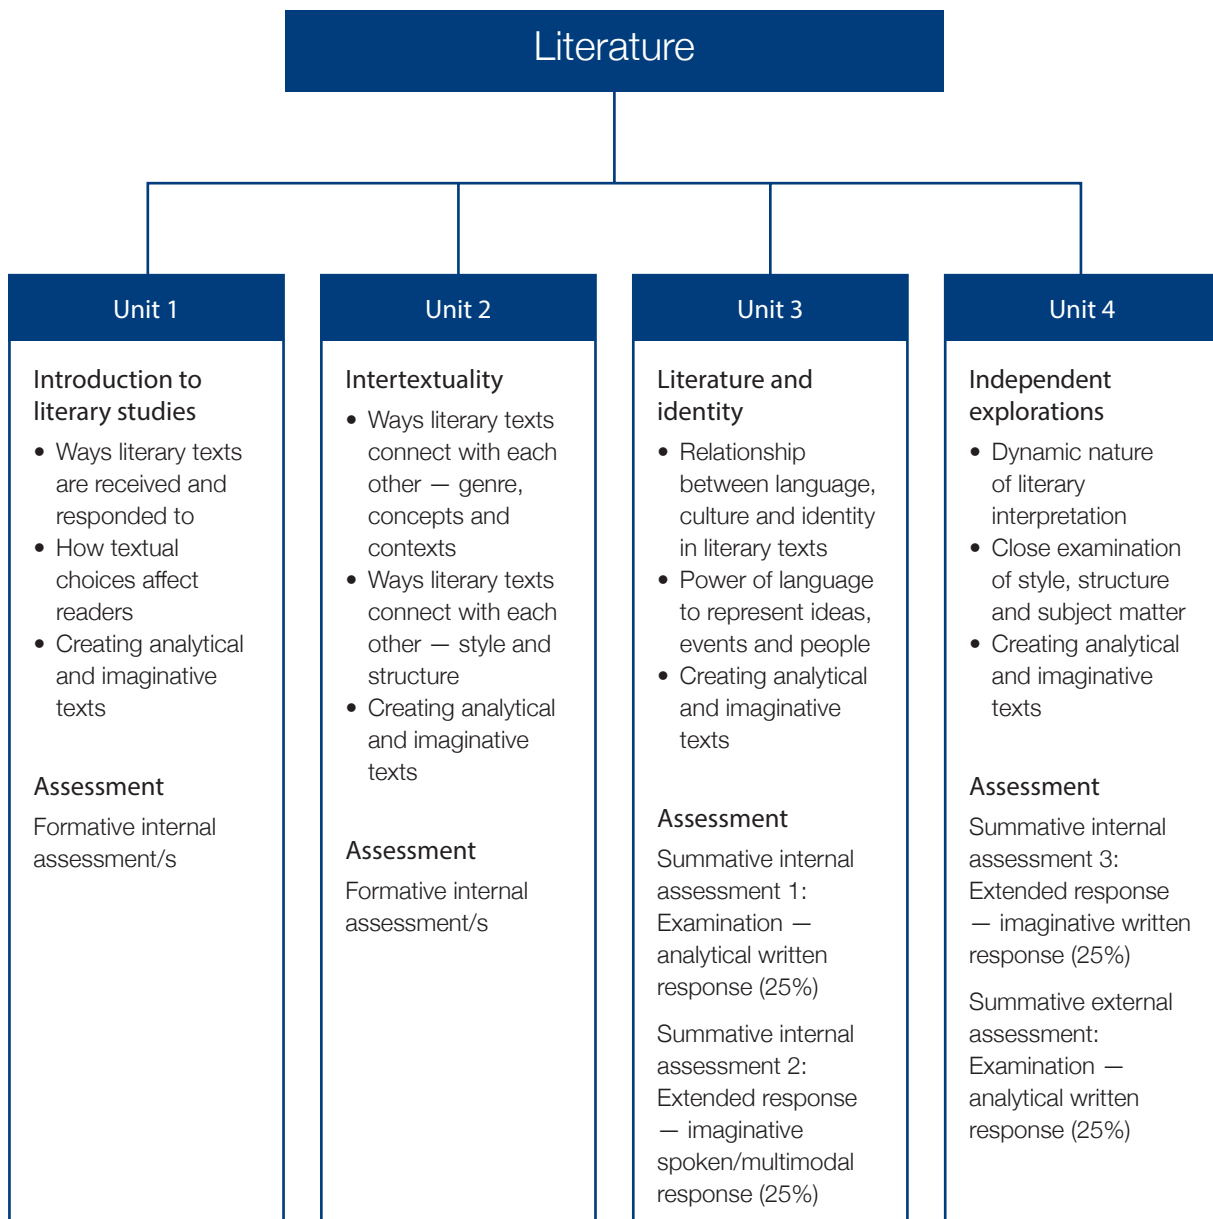 Literature
Unit 1
Introduction to
literary studies
• Ways literary texts
are received and
responded to
• How textual
choices affect
readers
• Creating analytical
and imaginative
texts
Assessment
Formative internal
assessment/s
Unit 2
Intertextuality
• Ways literary texts
connect with each
other — genre,
concepts and
contexts
• Ways literary texts
connect with each
other — style and
structure
• Creating analytical
and imaginative
texts
Assessment
Formative internal
assessment/s
Unit 3
Literature and
identity
• Relationship
between language,
culture and identity
in literary texts
• Power of language
to represent ideas,
events and people
• Creating analytical
and imaginative
texts
Assessment
Summative internal
assessment 1:
Examination —
analytical written
response (25%)
Summative internal
assessment 2:
Extended response
— imaginative
spoken/multimodal
response (25%)
Unit 4
Independent
explorations
• Dynamic nature
of literary
interpretation
• Close examination
of style, structure
and subject matter
• Creating analytical
and imaginative
texts
Assessment
Summative internal
assessment 3:
Extended response
— imaginative written
response (25%)
Summative external
assessment:
Examination —
analytical written
response (25%)